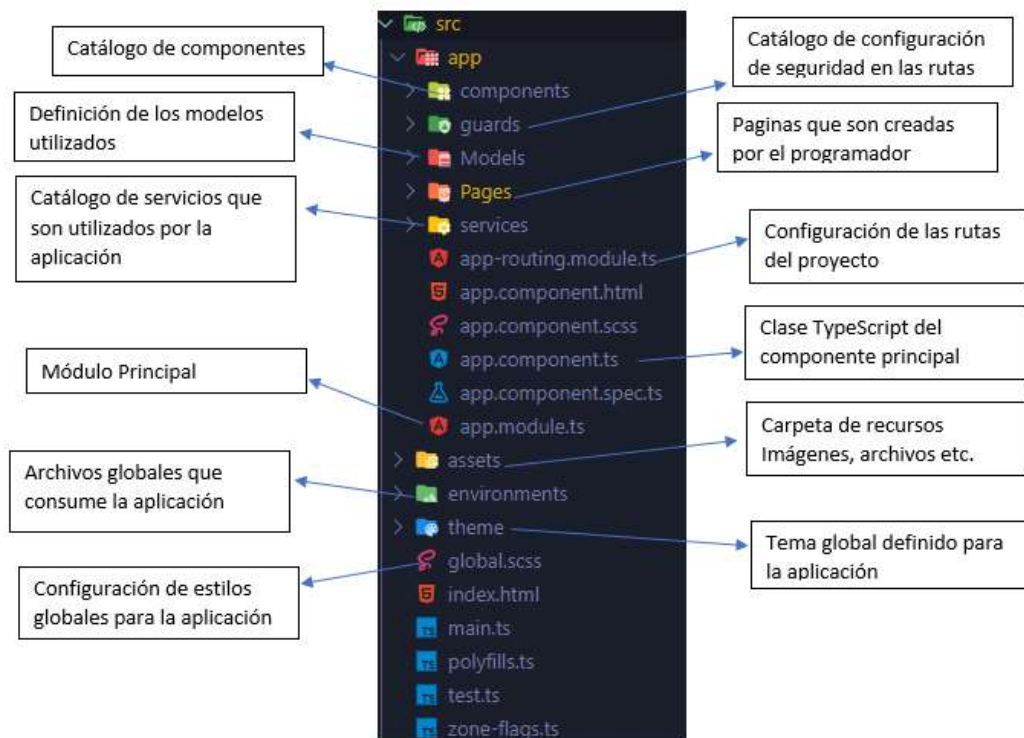 Catálogo de componentes
Definición de los modelos
utilizados
Catálogo de servicios que
son utilizados por la
aplicación
Módulo Principal
Archivos globales que
consume la aplicación
Configuración de estilos
globales para la aplicación
src
app
components
guards
Models
Pages
services
app-routing.module.ts
app.component.html
app.component.scss
app.component.ts
app.component.spec.ts
app.module.ts
assets
environments
theme
global.scss
index.html
main.ts
polyfills.ts
test.ts
zone-flags.ts
Catálogo de configuración
de seguridad en las rutas
Paginas que son creadas
por el programador
Configuración de las rutas
del proyecto
Clase TypeScript del
componente principal
Carpeta de recursos
Imágenes, archivos etc.
Tema global definido para
la aplicación